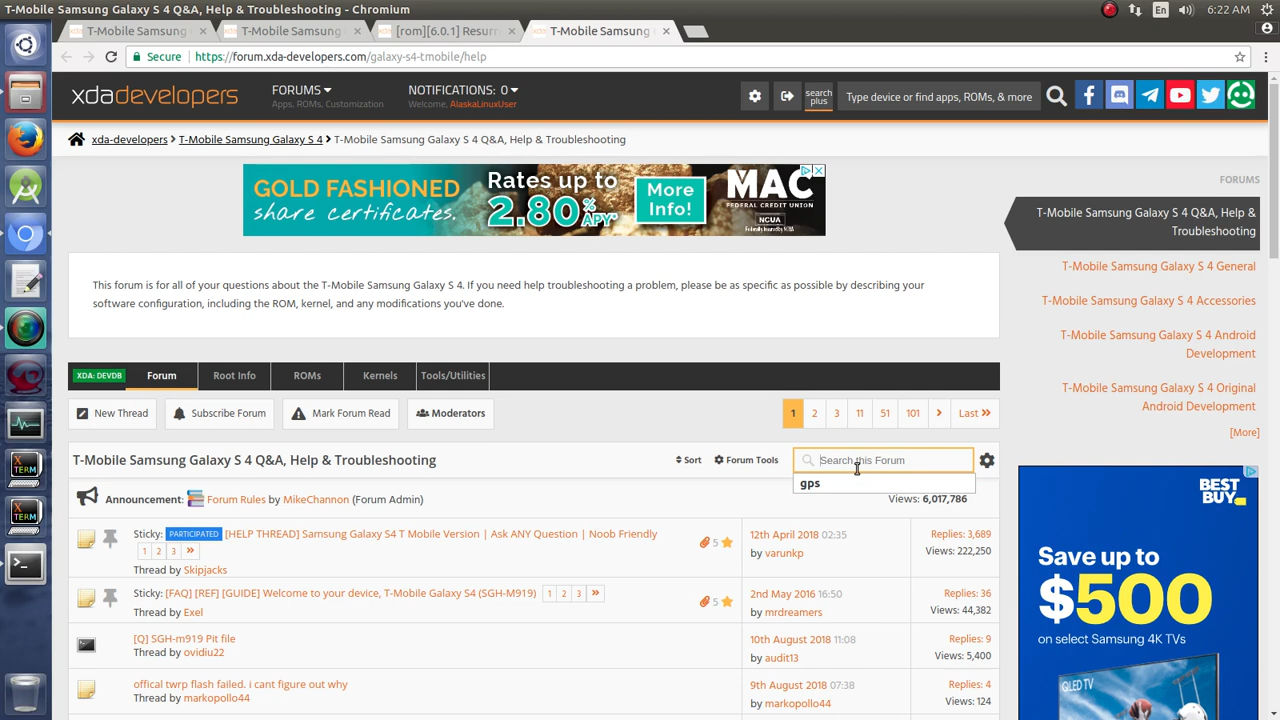 T-Mobile Samsung Galaxy S 4 Q&A, Help & Troubleshooting - Chromium
En
6:22 AM
T-Mobile Samsung
T-Mobile Samsung
[rom][6.0.1] Resurr
T-Mobile Samsung
Secure
https://forum.xda-developers.com/galaxy-s4-tmobile/help
xdadevelopers
FORUMS
Apps, ROMs, Customization
NOTIFICATIONS: 0
Welcome, AlaskaLinuxUser
search
plus
Type device or find apps, ROMs, & more
xda-developers > T-Mobile Samsung Galaxy S 4 > T-Mobile Samsung Galaxy S 4 Q&A, Help & Troubleshooting
GOLD FASHIONED
share certificates.
Rates up to
2.80% APY*
More
Info!
MAC
FEDERAL CREDIT UNION
NCUA
FORUMS
T-Mobile Samsung Galaxy S 4 Q&A, Help &
Troubleshooting
T-Mobile Samsung Galaxy S 4 General
T-Mobile Samsung Galaxy S 4 Accessories
T-Mobile Samsung Galaxy S 4 Android
Development
T-Mobile Samsung Galaxy S 4 Original
Android Development
[More]
This forum is for all of your questions about the T-Mobile Samsung Galaxy S 4. If you need help troubleshooting a problem, please be as specific as possible by describing your
software configuration, including the ROM, kernel, and any modifications you've done.
XDA: DEVDB
Forum
Root Info
ROMs
Kernels
Tools/Utilities
New Thread
Subscribe Forum
Mark Forum Read
Moderators
1 2 3 11 51 101 > Last
T-Mobile Samsung Galaxy S 4 Q&A, Help & Troubleshooting
Sort
Forum Tools
Search this Forum
gps
Announcement: Forum Rules by MikeChannon (Forum Admin)
Views: 6,017,786
Sticky: PARTICIPATED [HELP THREAD] Samsung Galaxy S4 T Mobile Version | Ask ANY Question | Noob Friendly
1 2 3
Thread by Skipjacks
5
12th April 2018 02:35
by varunkp
Replies: 3,689
Views: 222,250
Sticky: [FAQ] [REF] [GUIDE] Welcome to your device, T-Mobile Galaxy S4 (SGH-M919) 1 2 3
Thread by Exel
5
2nd May 2016 16:50
by mrdreamers
Replies: 36
Views: 44,382
[Q] SGH-m919 Pit file
Thread by ovidiu22
10th August 2018 11:08
by audit13
Replies: 9
Views: 5,400
offical twrp flash failed. i cant figure out why
Thread by markopollo44
9th August 2018 07:38
by markopollo44
Replies: 4
Views: 124
BEST
BUY
Save up to
$500
on select Samsung 4K TVs
QLED TV